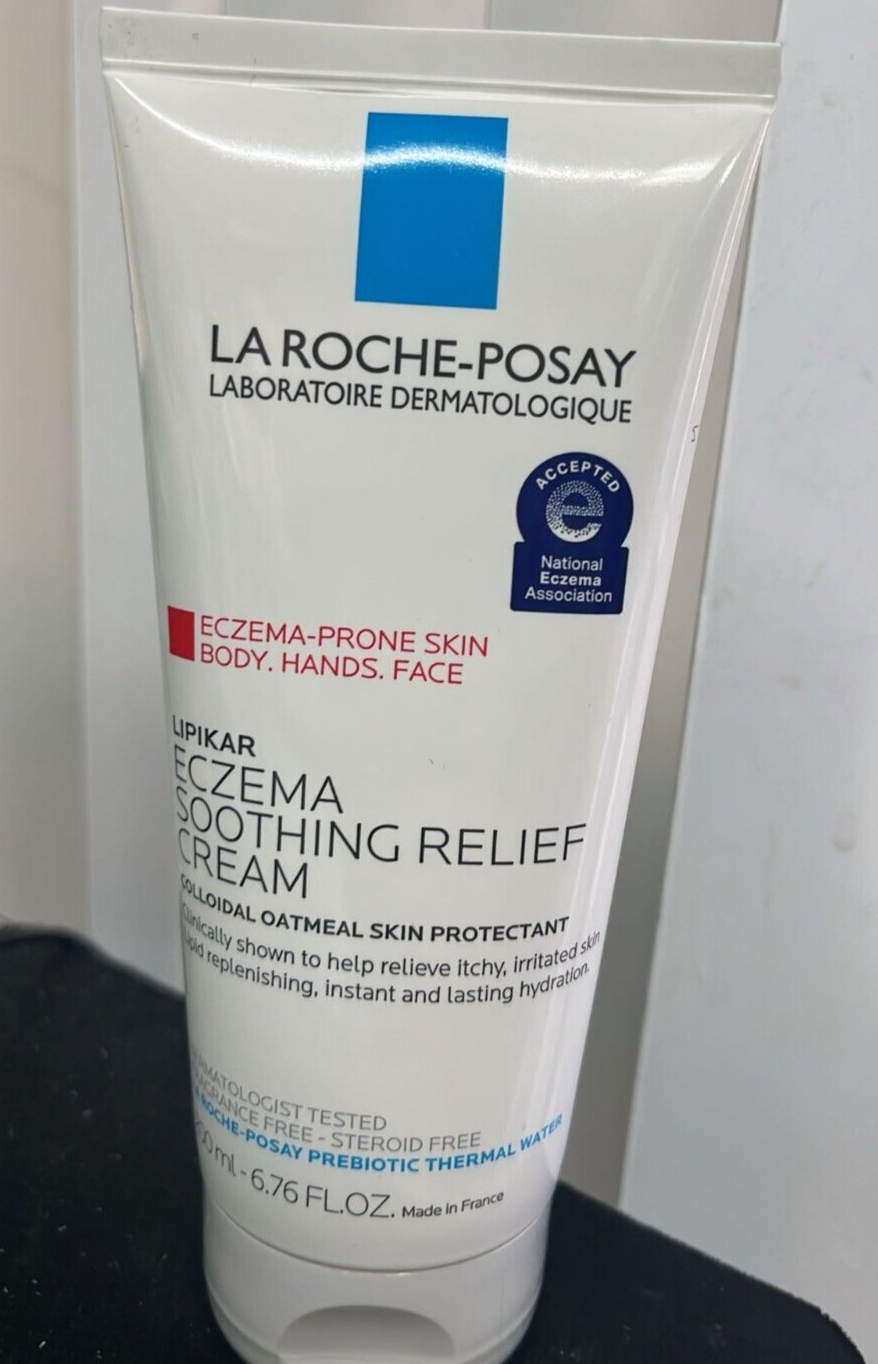 LA ROCHE-POSAY
LABORATOIRE DERMATOLOGIQUE
ACCEPTED
e
National
Eczema
Association
ECZEMA-PRONE SKIN
BODY. HANDS. FACE
LIPIKAR
ECZEMA
SOOTHING RELIEF
CREAM
COLLOIDAL OATMEAL SKIN PROTECTANT
Clinically shown to help relieve itchy, irritated skin
Lipid replenishing, instant and lasting hydration.
DERMATOLOGIST TESTED
FRAGRANCE FREE - STEROID FREE
LA ROCHE-POSAY PREBIOTIC THERMAL WATER
200 ml - 6.76 FL.OZ. Made in France